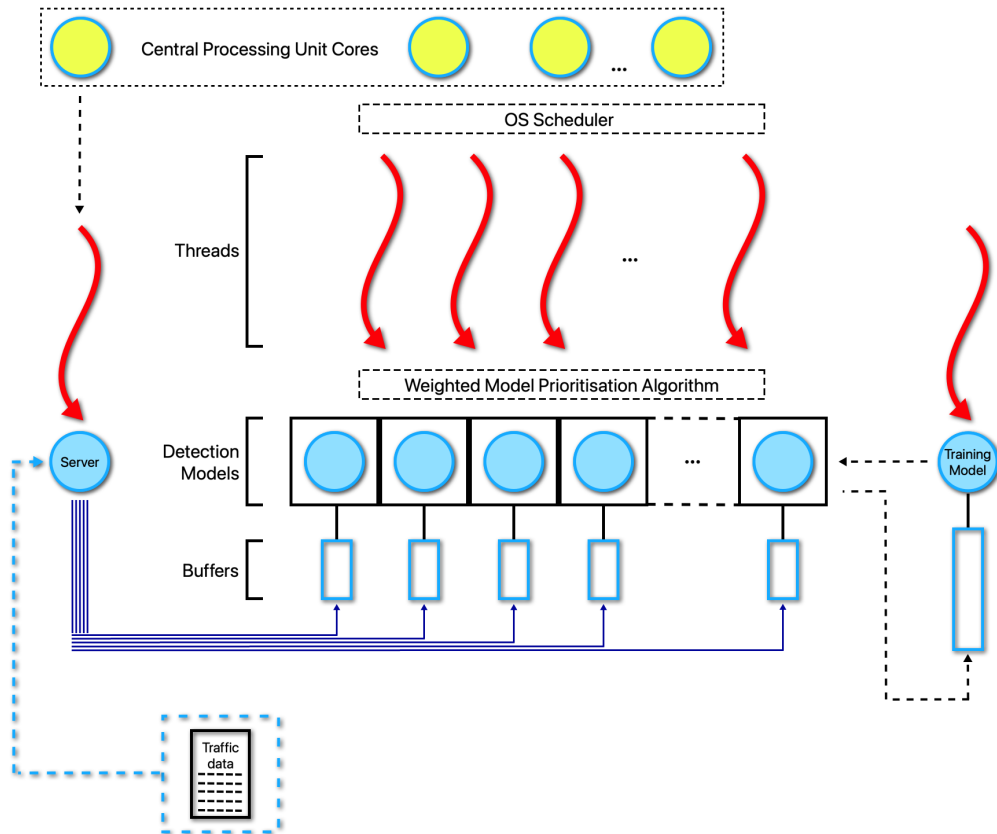 Central Processing Unit Cores
...
OS Scheduler
Threads
...
Weighted Model Prioritisation Algorithm
Server
Detection
Models
...
Training
Model
Buffers
Traffic
data